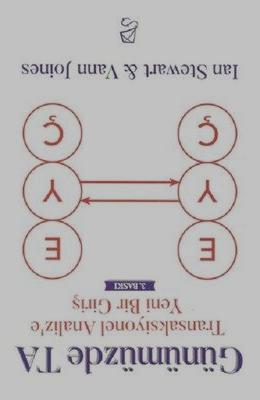 Günümüzde TA
Transaksiyonel Analiz'e
Yeni Bir Giriş
3. BASKI
E E
Y Y
Ç Ç
Ian Stewart & Vann Joines